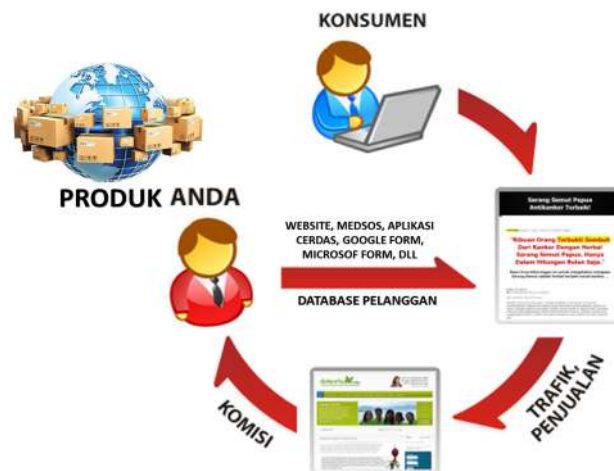 KONSUMEN
PRODUK ANDA
WEBSITE, MEDSOS, APLIKASI
CERDAS, GOOGLE FORM,
MICROSOF FORM, DLL
DATABASE PELANGGAN
Sarang Semut Papua
Antikanker Terbaik!
"Ribuan Orang Terbukti Sembuh
Dari Kanker Dengan Herbal
Sarang Semut Papua, Hanya
Dalam Hitungan Bulan Saja."
TRAFIK,
PENJUALAN
KOMISI